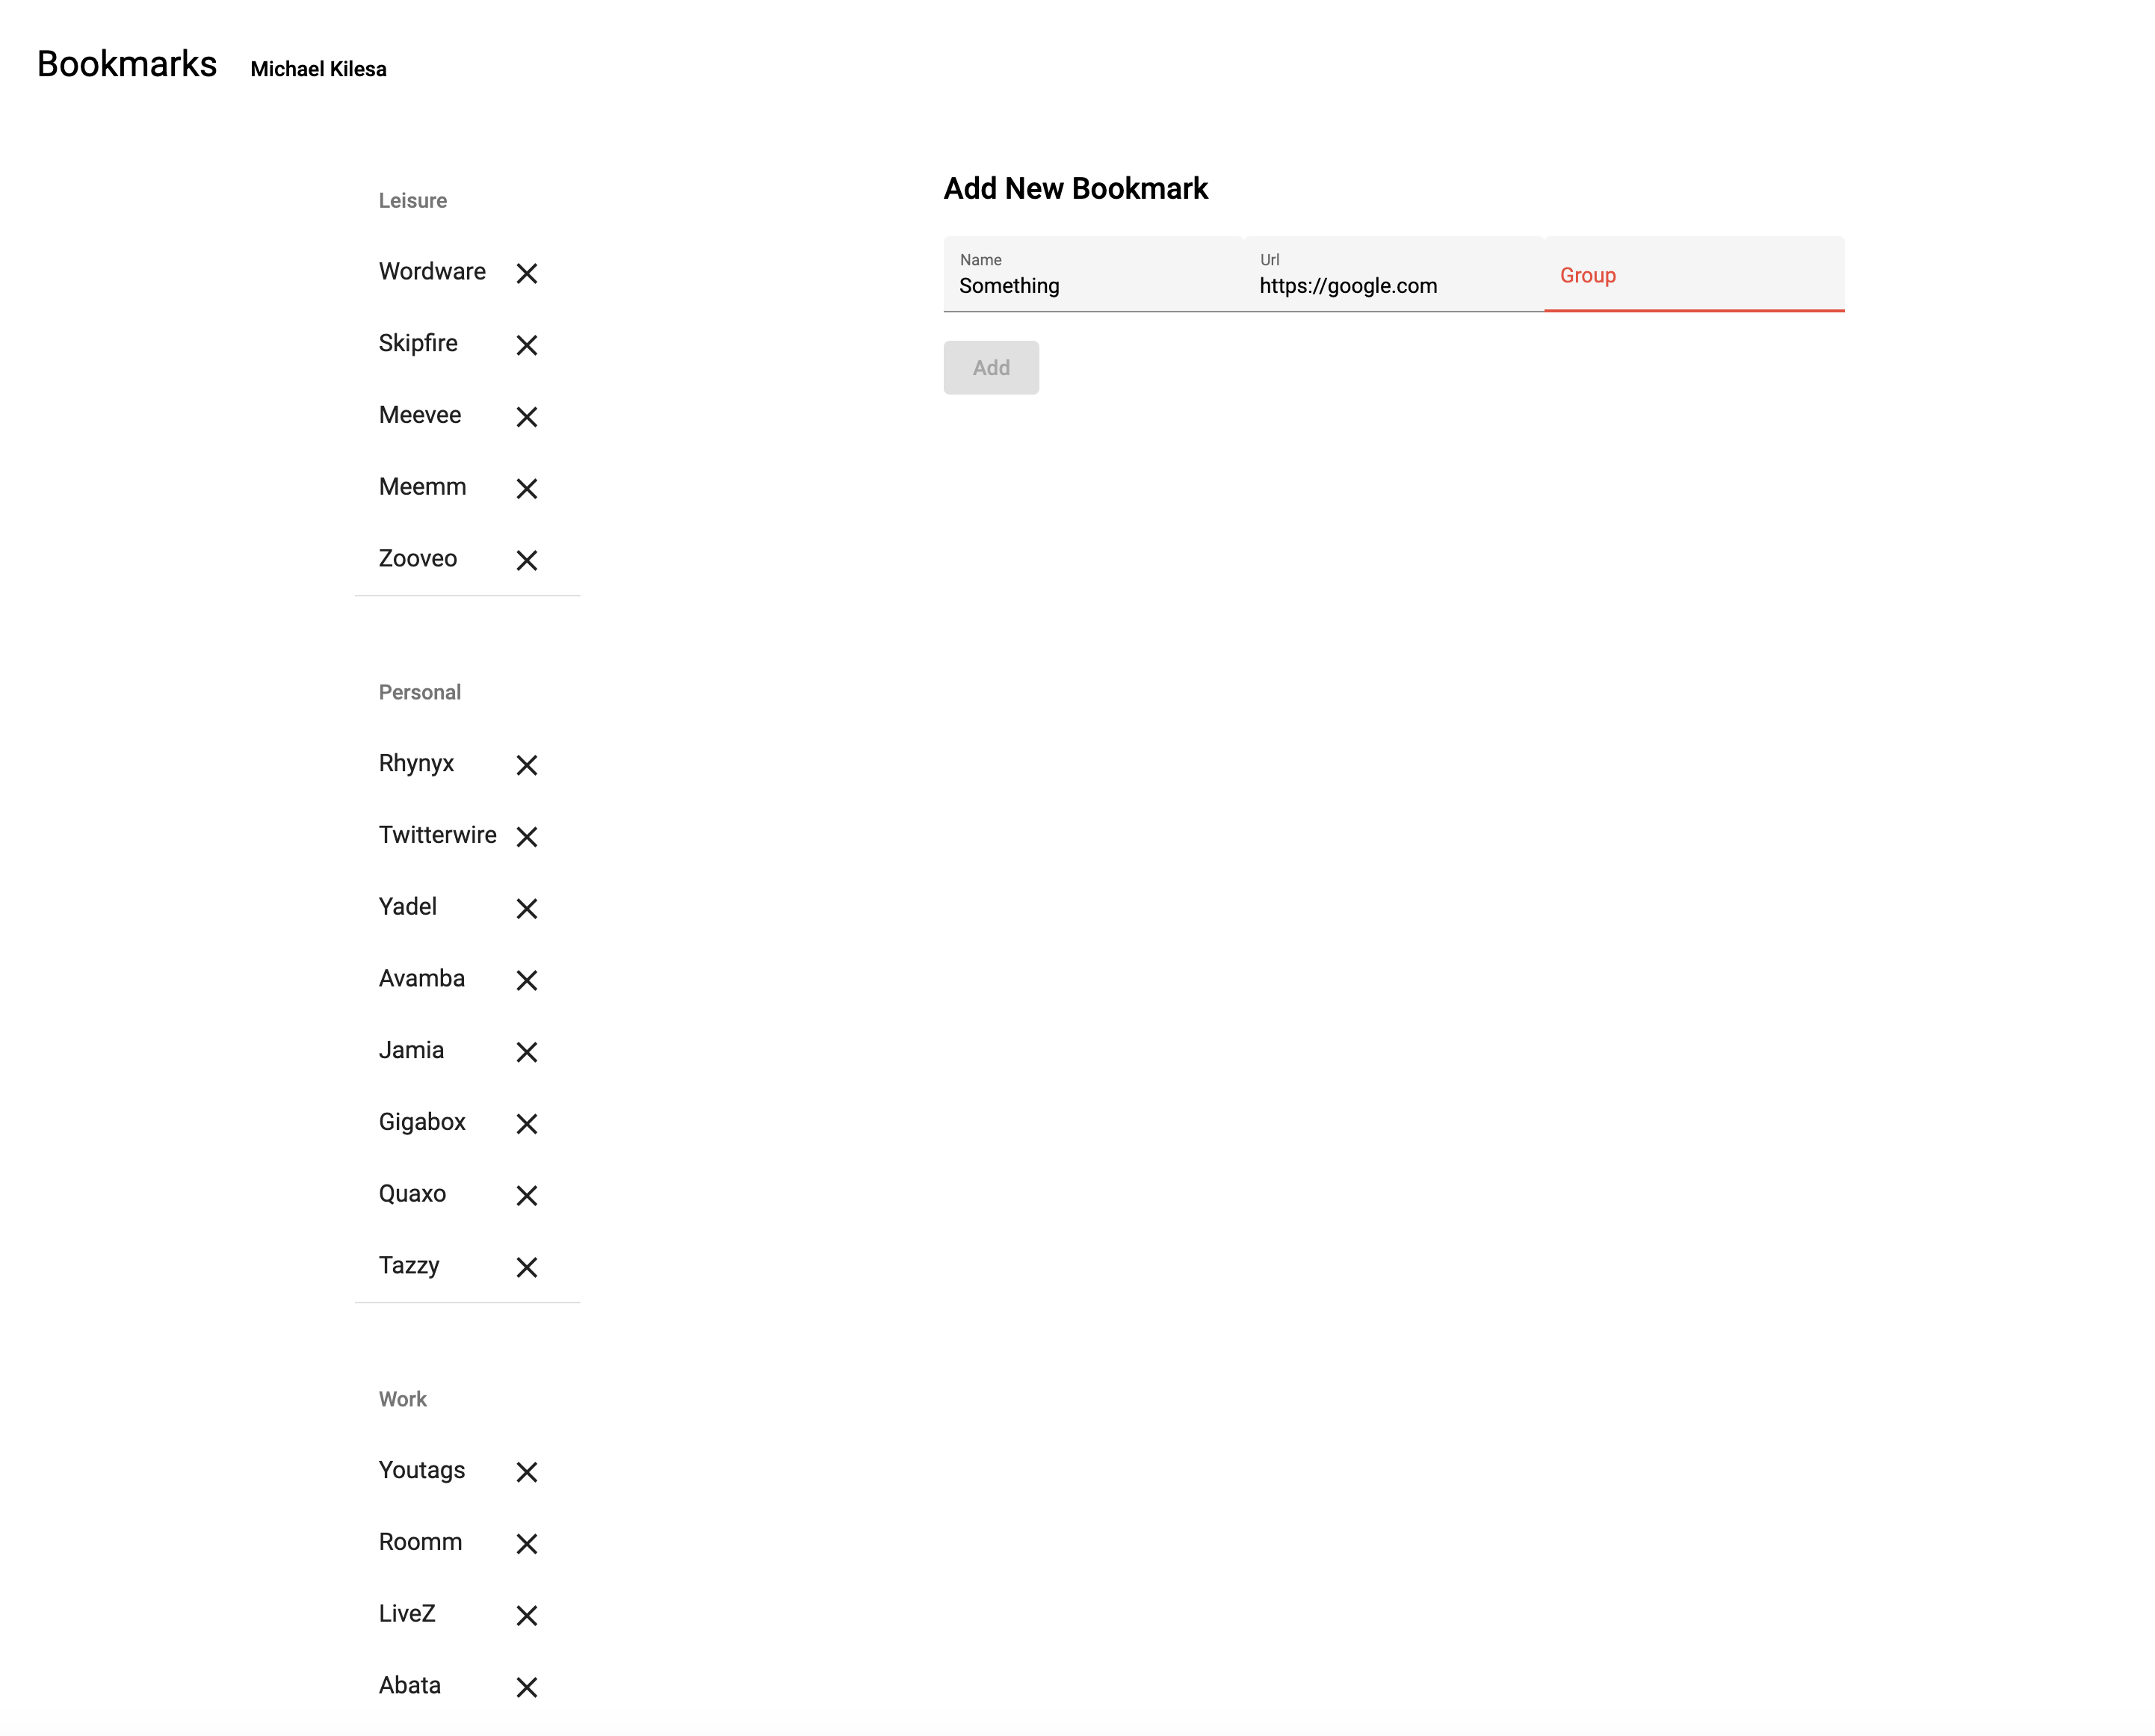 Bookmarks Michael Kilesa
Leisure
Wordware
Skipfire
Meevee
Meemm
Zooveo
Personal
Rhynyx
Twitterwire
Yadel
Avamba
Jamia
Gigabox
Quaxo
Tazzy
Work
Youtags
Roomm
LiveZ
Abata
Add New Bookmark
Name
Something
Url
https://google.com
Group
Add